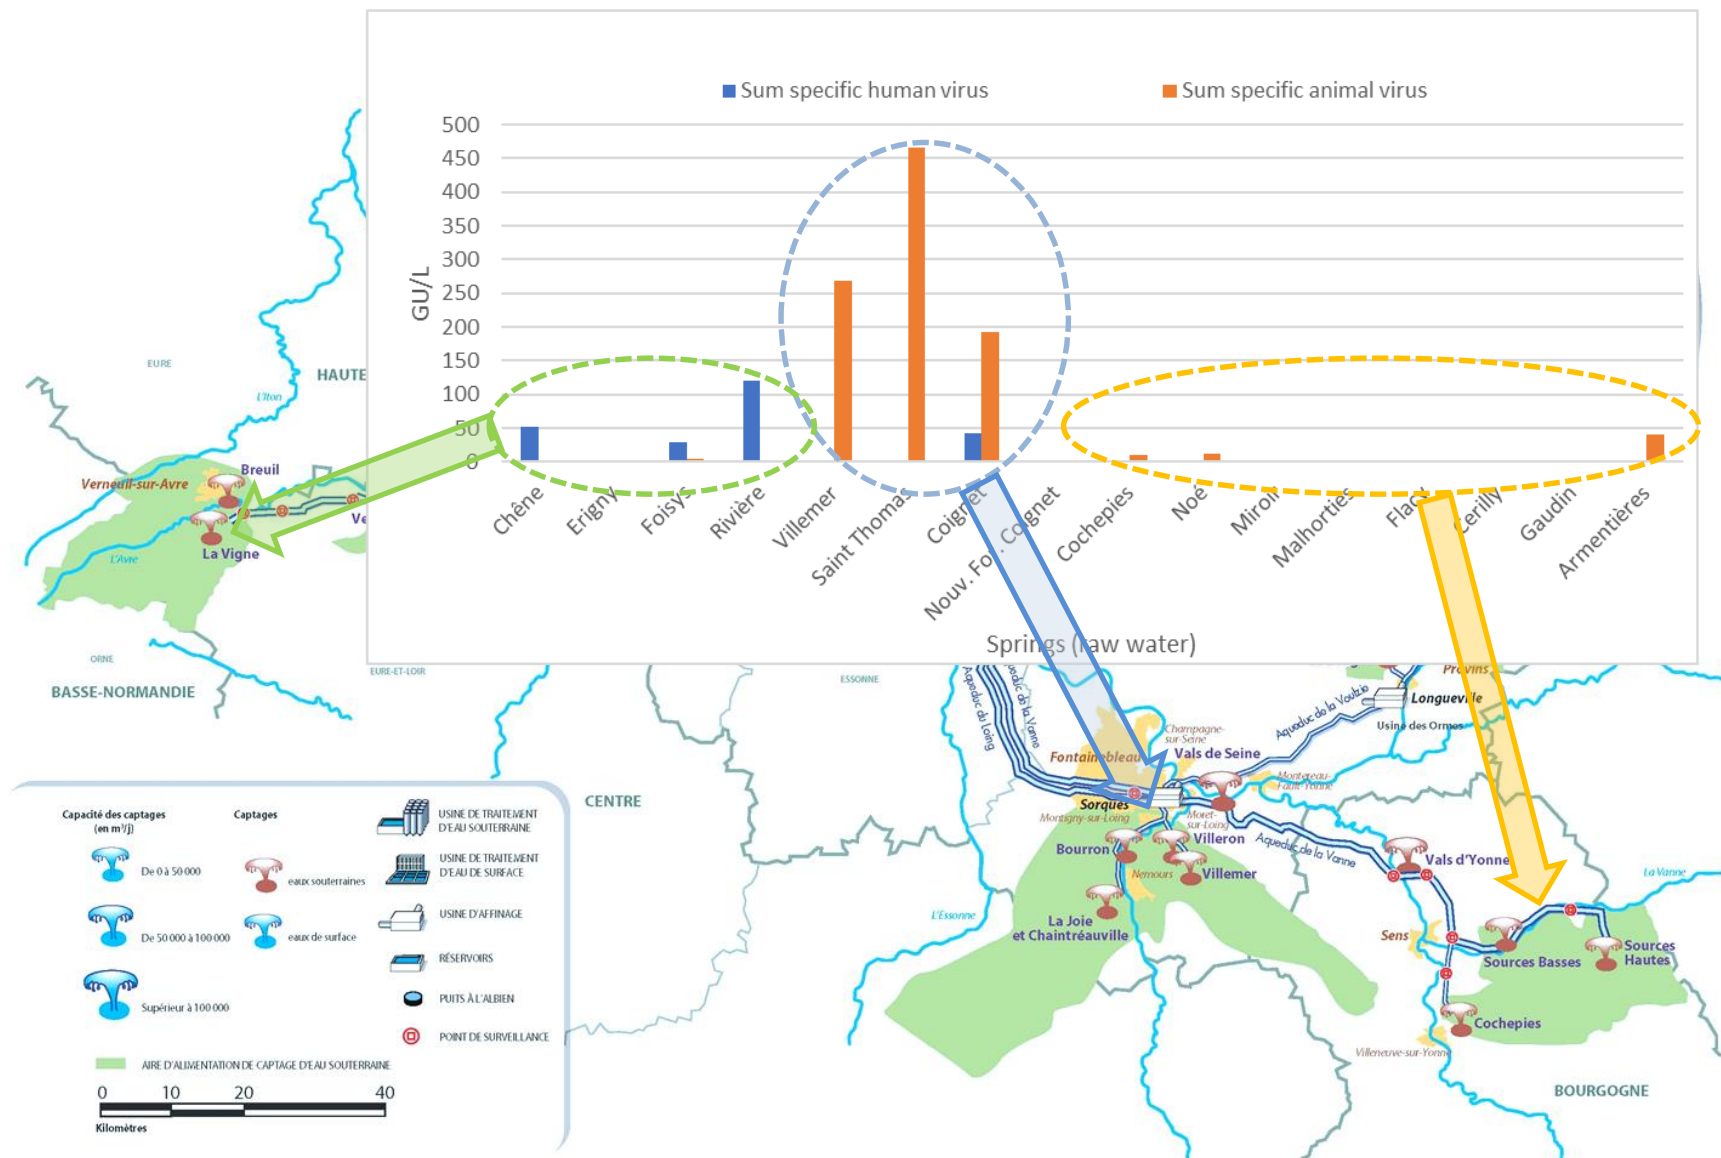 Sum specific human virus
Sum specific animal virus
500
450
400
350
300
250
200
150
100
50
0
GU/L
Chêne
Erigny
Foisys
Rivière
Villemer
Saint Thomas
Coignet
Nouv. For. Coignet
Cochepies
Noé
Miroir
Malhorties
Flacy
Cerilly
Gaudin
Armentières
Springs (raw water)
EURE
HAUTE
L'Iton
Breuil
Verneuil-sur-Avre
Ve
La Vigne
L'Avre
ORNE
EURE-ET-LOIR
BASSE-NORMANDIE
ESSONNE
Aqueduc du Loing
Aqueduc de la Vanne
Provins
Longueville
Usine des Ormes
Aqueduc de la Voulzie
Champagne-
sur-Seine
Vals de Seine
Fontainebleau
Montereau-
Fault-Yonne
Sorques
Montigny-sur-Loing
Moret-
sur-Loing
CENTRE
Bourron
Villeron
Aqueduc de la Vanne
Vals d'Yonne
Nemours
Villemer
La Vanne
L'Essonne
La Joie
et Chaintréauville
Sens
Sources Basses
Sources
Hautes
Cochepies
Villeneuve-sur-Yonne
BOURGOGNE
Capacité des captages
(en m³/j)
Captages
De 0 à 50 000
De 50 000 à 100 000
Supérieur à 100 000
eaux souterraines
eaux de surface
USINE DE TRAITEMENT
D'EAU SOUTERRAINE
USINE DE TRAITEMENT
D'EAU DE SURFACE
USINE D'AFFINAGE
RÉSERVOIRS
PUITS À L'ALBIEN
POINT DE SURVEILLANCE
AIRE D'ALIMENTATION DE CAPTAGE D'EAU SOUTERRAINE
0 10 20 40
Kilomètres